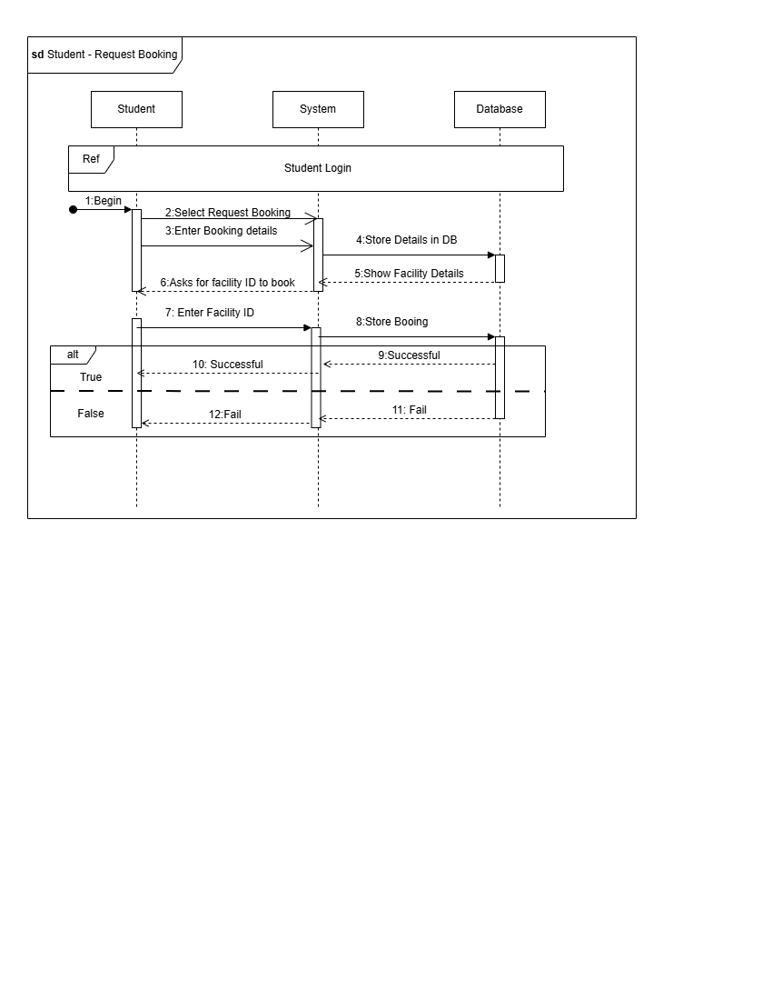 sd Student - Request Booking
Student
System
Database
Ref
Student Login
1:Begin
2:Select Request Booking
3:Enter Booking details
4:Store Details in DB
5:Show Facility Details
6:Asks for facility ID to book
7: Enter Facility ID
8:Store Booing
alt
9:Successful
10: Successful
True
False
11: Fail
12:Fail